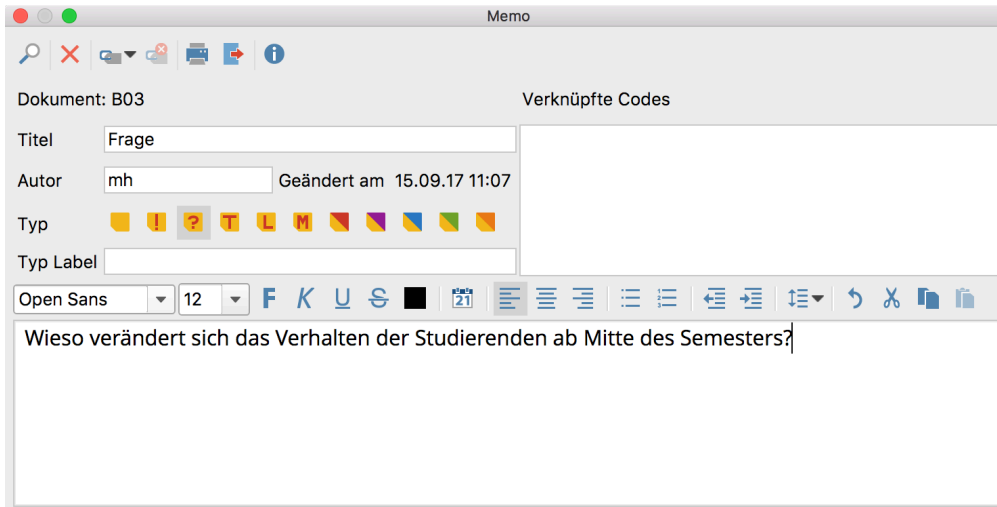 Memo
Dokument: B03
Verknüpfte Codes
Titel Frage
Autor mh Geändert am 15.09.17 11:07
Typ ! ? T L M
Typ Label
Open Sans 12 F K U S 21
Wieso verändert sich das Verhalten der Studierenden ab Mitte des Semesters?